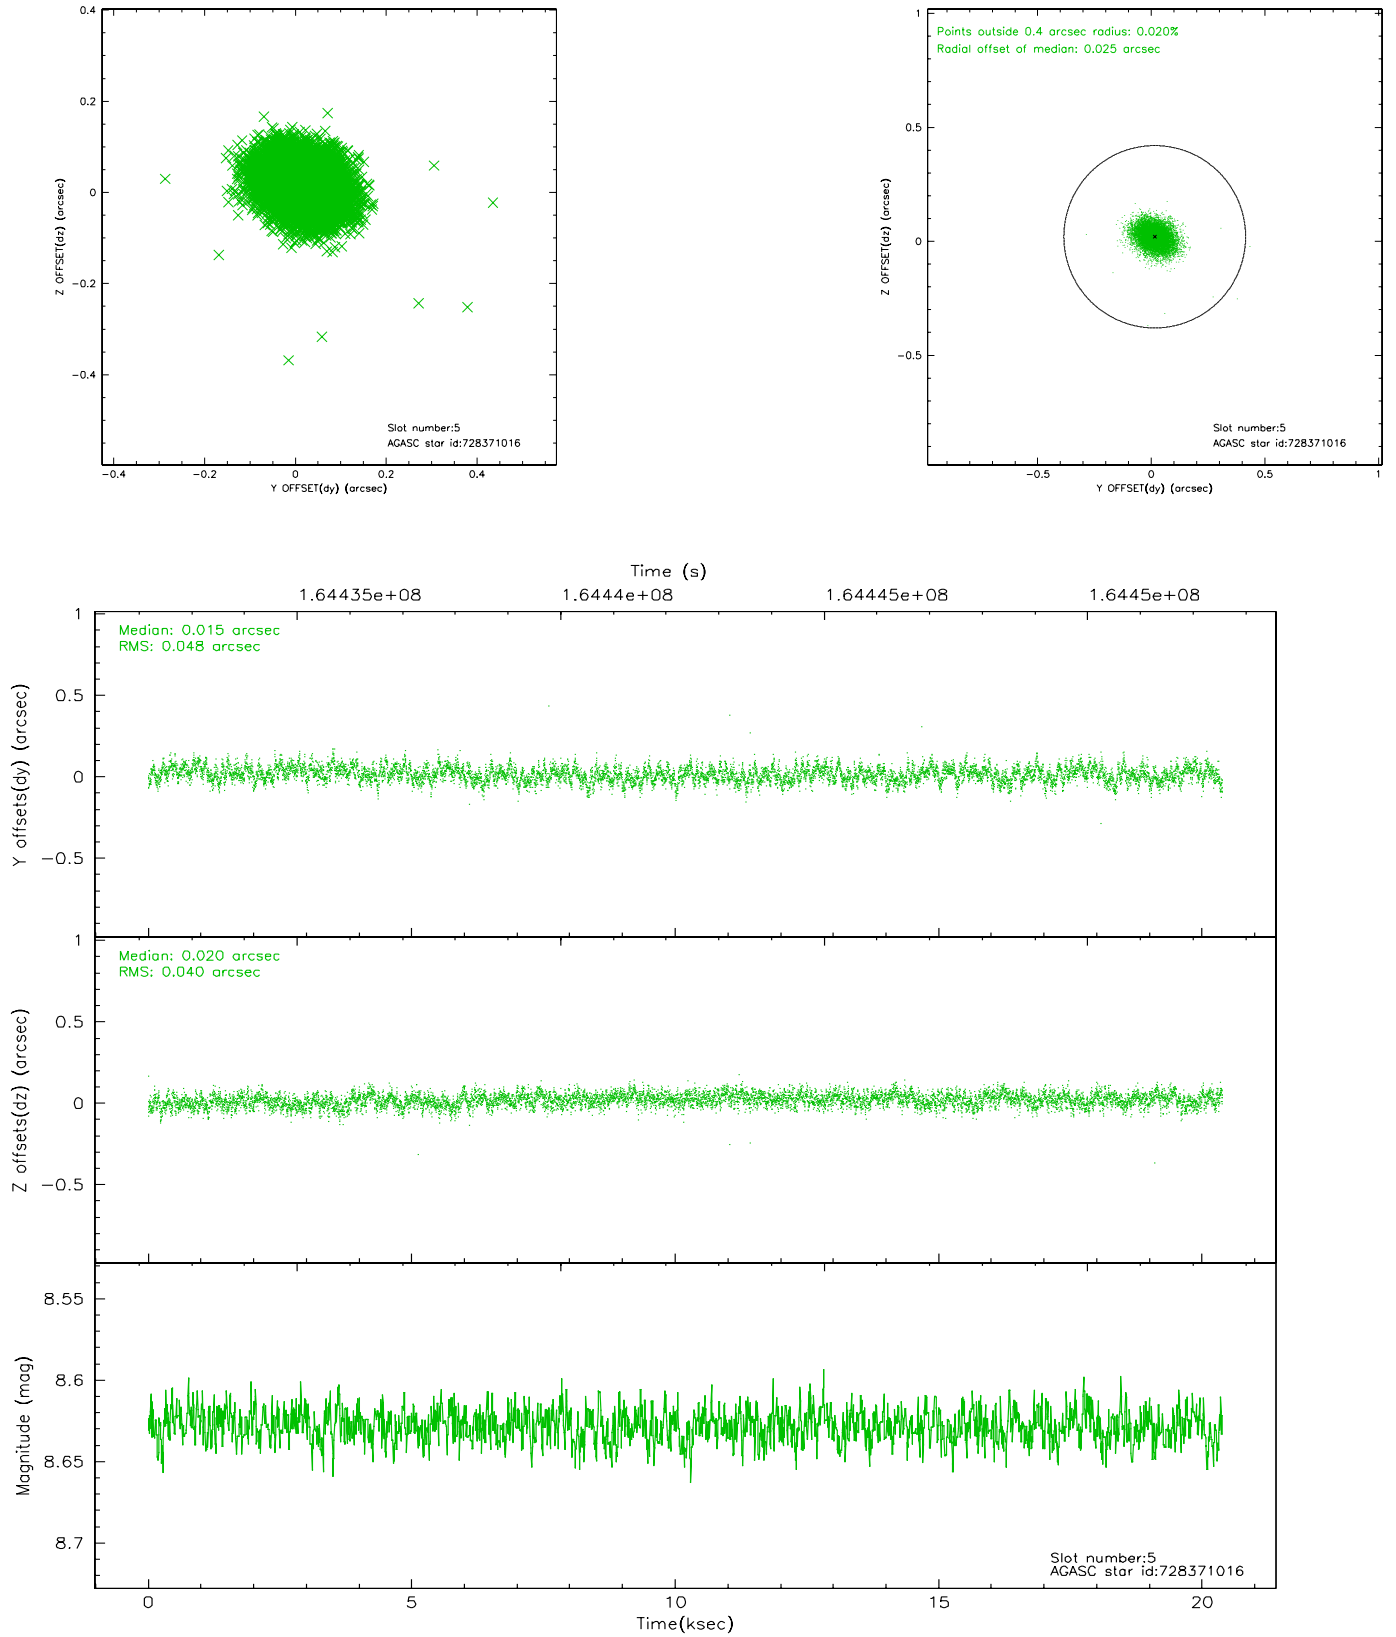 0.4
0.2
0
−0.2
−0.4
Z OFFSET(dz) (arcsec)
Slot number:5
AGASC star id:728371016
−0.4 −0.2 0 0.2 0.4
Y OFFSET(dy) (arcsec)
1
0.5
0
−0.5
Z OFFSET(dz) (arcsec)
Points outside 0.4 arcsec radius: 0.020%
Radial offset of median: 0.025 arcsec
Slot number:5
AGASC star id:728371016
−0.5 0 0.5 1
Y OFFSET(dy) (arcsec)
Time (s)
1.64435e+08 1.6444e+08 1.64445e+08 1.6445e+08
1
0.5
0
−0.5
Y offsets(dy) (arcsec)
Median: 0.015 arcsec
RMS: 0.048 arcsec
1
0.5
0
−0.5
Z offsets(dz) (arcsec)
Median: 0.020 arcsec
RMS: 0.040 arcsec
8.55
8.6
8.65
8.7
Magnitude (mag)
Slot number:5
AGASC star id:728371016
0 5 10 15 20
Time(ksec)